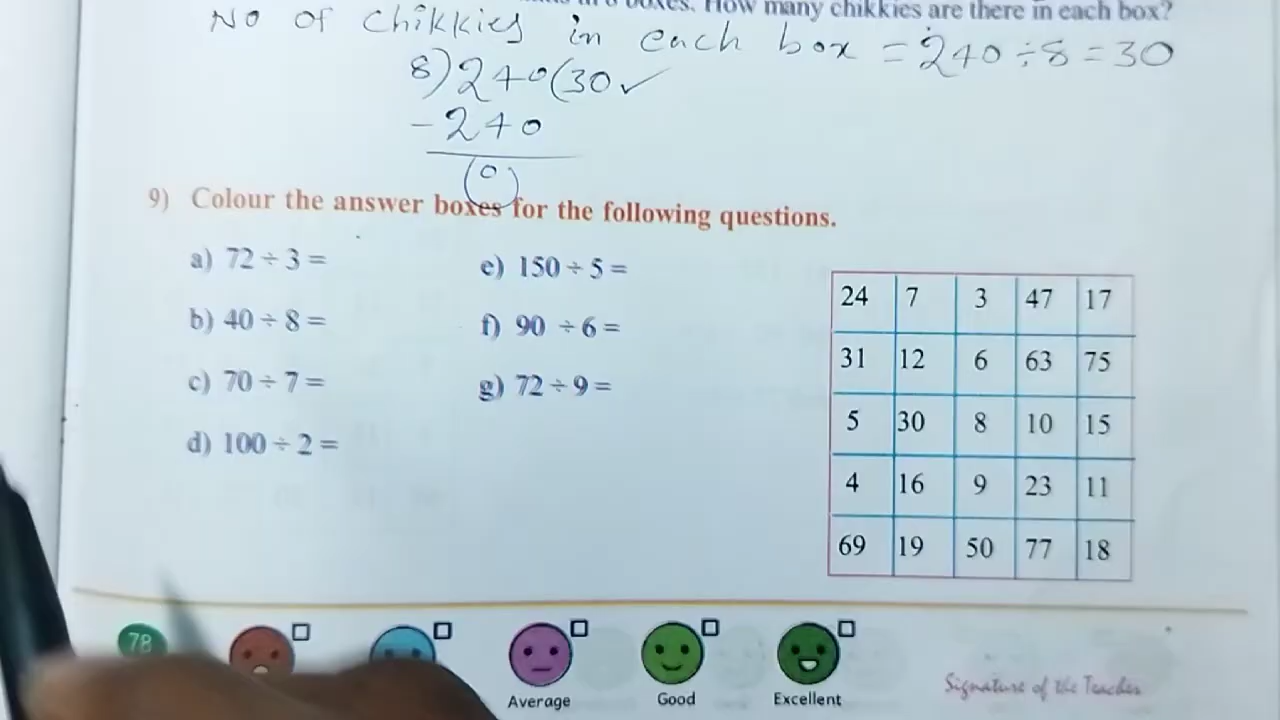 boxes. How many chikkies are there in each box?
No of chikkies in each box = 240 ÷ 8 = 30
8)240(30 ✓
- 240
(0)
9) Colour the answer boxes for the following questions.
a) 72 ÷ 3 =
b) 40 ÷ 8 =
c) 70 ÷ 7 =
d) 100 ÷ 2 =
e) 150 ÷ 5 =
f) 90 ÷ 6 =
g) 72 ÷ 9 =
24 7 3 47 17
31 12 6 63 75
5 30 8 10 15
4 16 9 23 11
69 19 50 77 18
78
Average Good Excellent
Signature of the Teacher